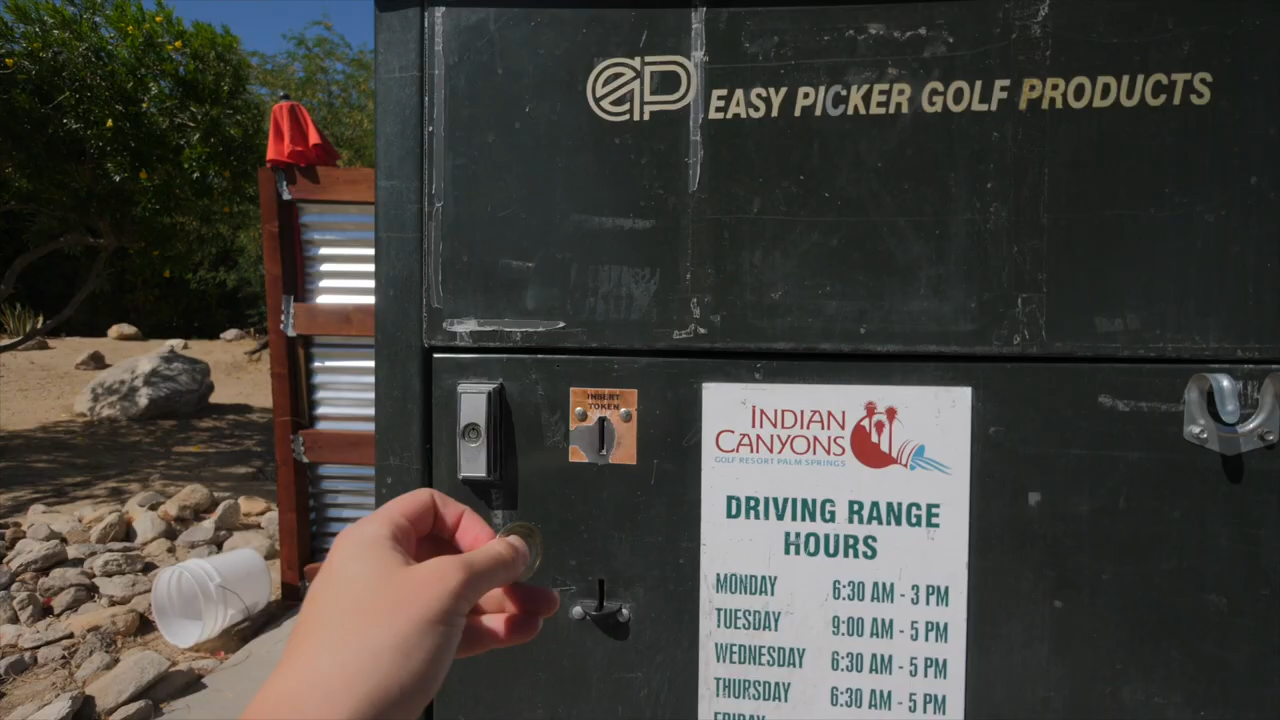 ep EASY PICKER GOLF PRODUCTS
INSERT
TOKEN
INDIAN
CANYONS
GOLF RESORT PALM SPRINGS
DRIVING RANGE
HOURS
MONDAY 6:30 AM - 3 PM
TUESDAY 9:00 AM - 5 PM
WEDNESDAY 6:30 AM - 5 PM
THURSDAY 6:30 AM - 5 PM
FRIDAY